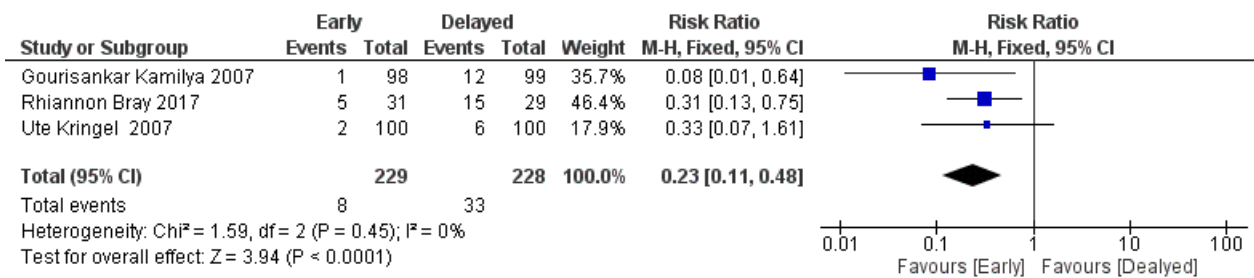 Early Delayed Risk Ratio Risk Ratio
Study or Subgroup Events Total Events Total Weight M-H, Fixed, 95% CI M-H, Fixed, 95% CI
Gourisankar Kamilya 2007 1 98 12 99 35.7% 0.08 [0.01, 0.64]
Rhiannon Bray 2017 5 31 15 29 46.4% 0.31 [0.13, 0.75]
Ute Kringel 2007 2 100 6 100 17.9% 0.33 [0.07, 1.61]
Total (95% CI) 229 228 100.0% 0.23 [0.11, 0.48]
Total events 8 33
Heterogeneity: Chi² = 1.59, df = 2 (P = 0.45); I² = 0%
Test for overall effect: Z = 3.94 (P < 0.0001)
0.01 0.1 1 10 100
Favours [Early] Favours [Dealyed]